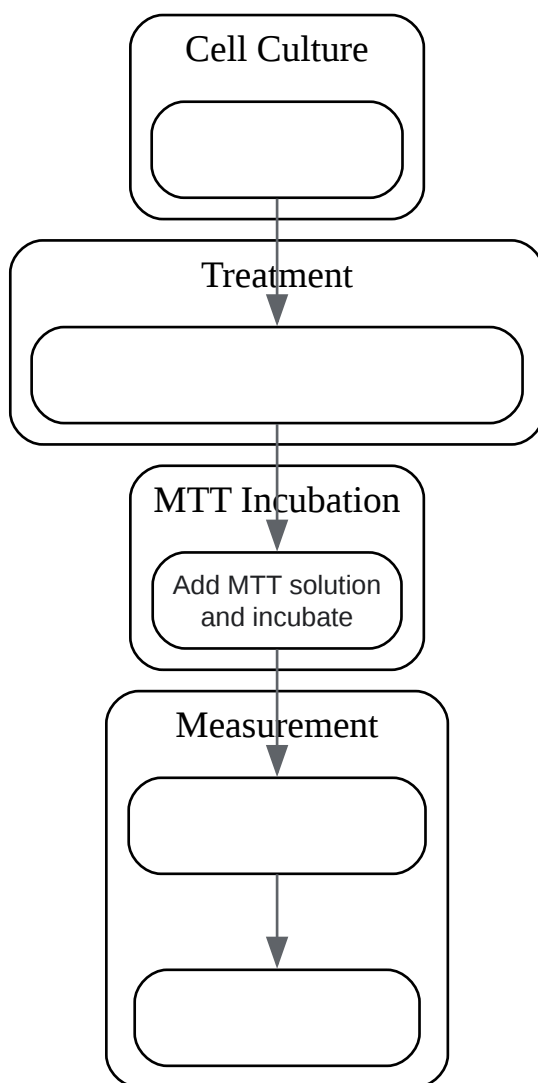 Cell Culture
Treatment
MTT Incubation
Add MTT solution
and incubate
Measurement